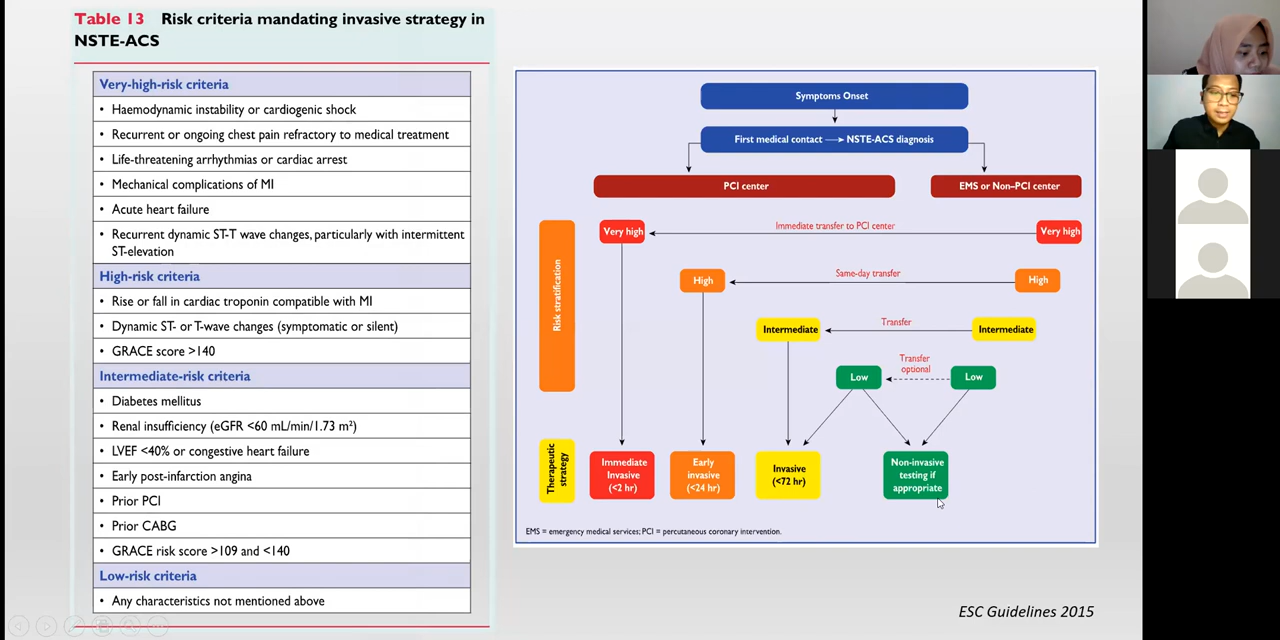 Table 13 Risk criteria mandating invasive strategy in
NSTE-ACS
Very-high-risk criteria
• Haemodynamic instability or cardiogenic shock
• Recurrent or ongoing chest pain refractory to medical treatment
• Life-threatening arrhythmias or cardiac arrest
• Mechanical complications of MI
• Acute heart failure
• Recurrent dynamic ST-T wave changes, particularly with intermittent
ST-elevation
High-risk criteria
• Rise or fall in cardiac troponin compatible with MI
• Dynamic ST- or T-wave changes (symptomatic or silent)
• GRACE score >140
Intermediate-risk criteria
• Diabetes mellitus
• Renal insufficiency (eGFR <60 mL/min/1.73 m²)
• LVEF <40% or congestive heart failure
• Early post-infarction angina
• Prior PCI
• Prior CABG
• GRACE risk score >109 and <140
Low-risk criteria
• Any characteristics not mentioned above
Symptoms Onset
First medical contact → NSTE-ACS diagnosis
PCI center
EMS or Non–PCI center
Risk stratification
Very high
Immediate transfer to PCI center
Very high
High
Same-day transfer
High
Intermediate
Transfer
Intermediate
Low
Transfer
optional
Low
Therapeutic
strategy
Immediate
Invasive
(<2 hr)
Early
invasive
(<24 hr)
Invasive
(<72 hr)
Non-invasive
testing if
appropriate
EMS = emergency medical services; PCI = percutaneous coronary intervention.
ESC Guidelines 2015